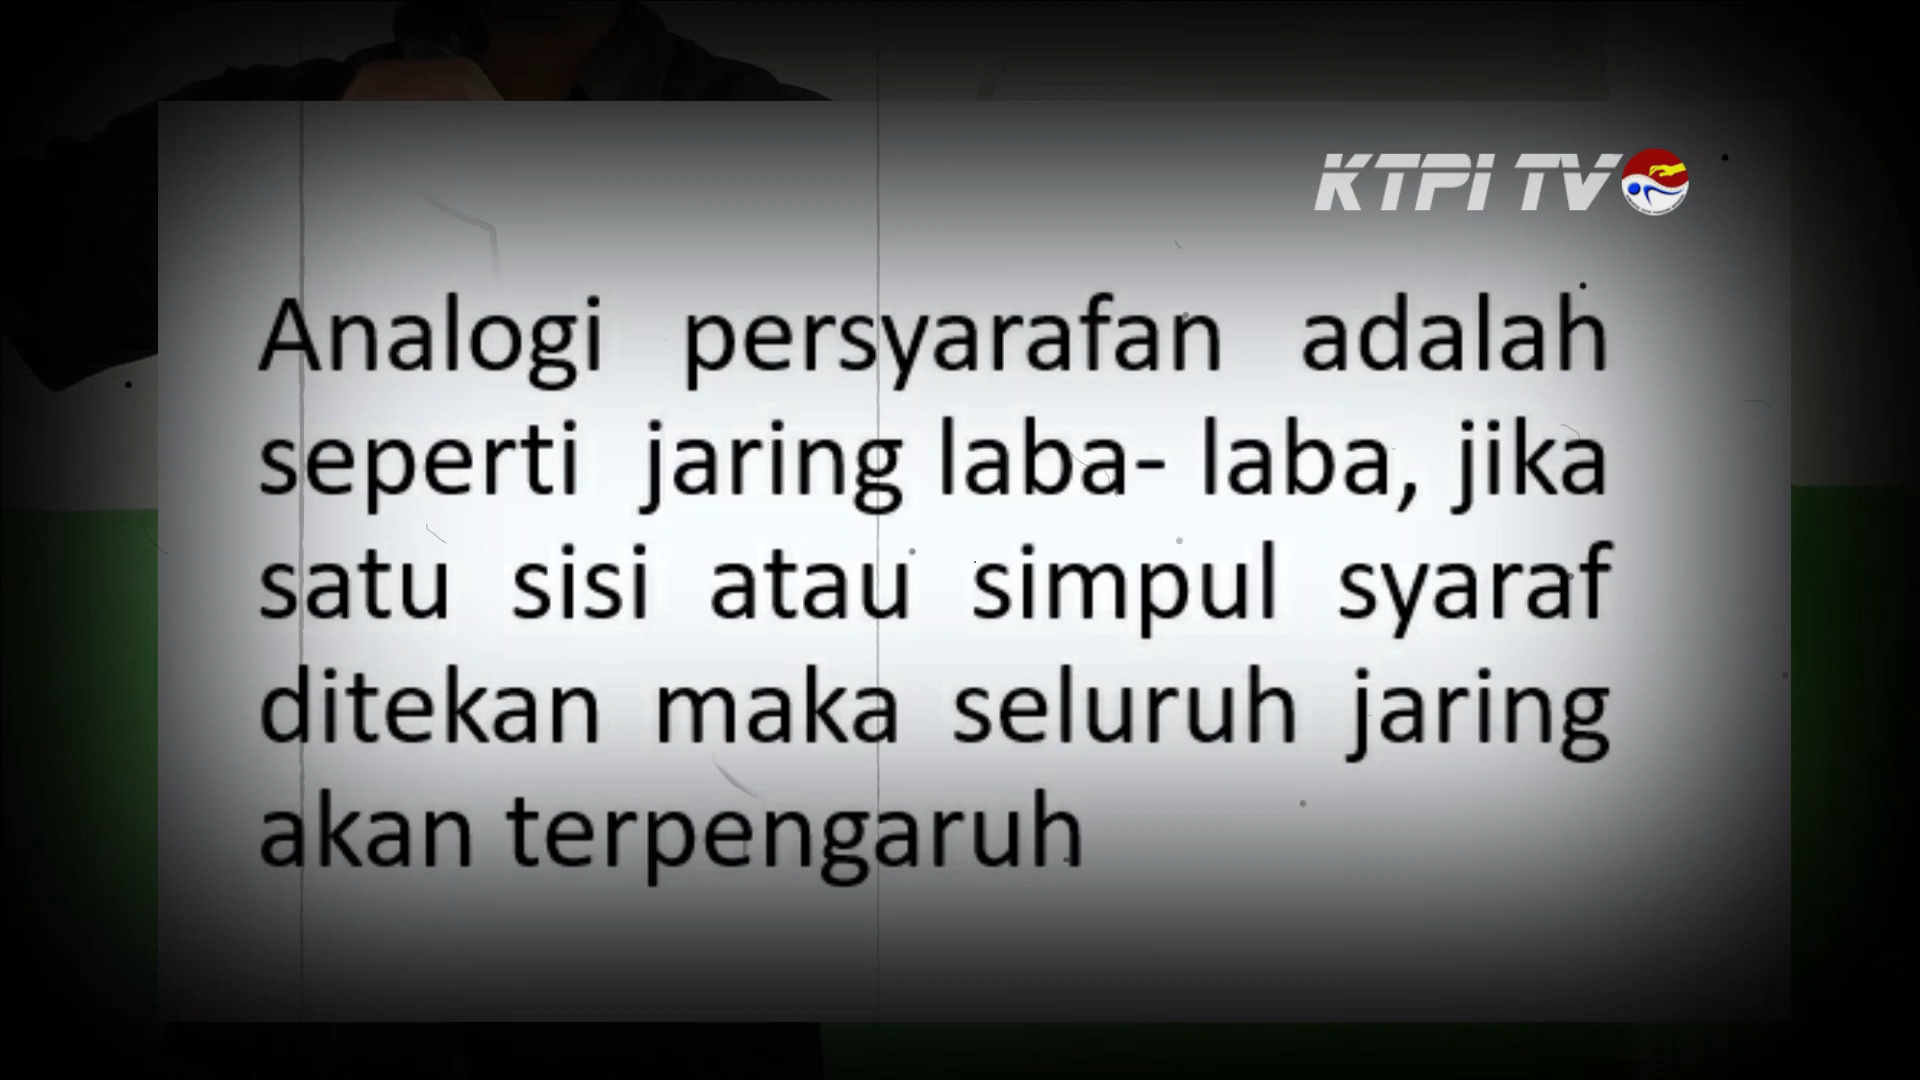 KTPI TV
Analogi persyarafan adalah
seperti jaring laba- laba, jika
satu sisi atau simpul syaraf
ditekan maka seluruh jaring
akan terpengaruh